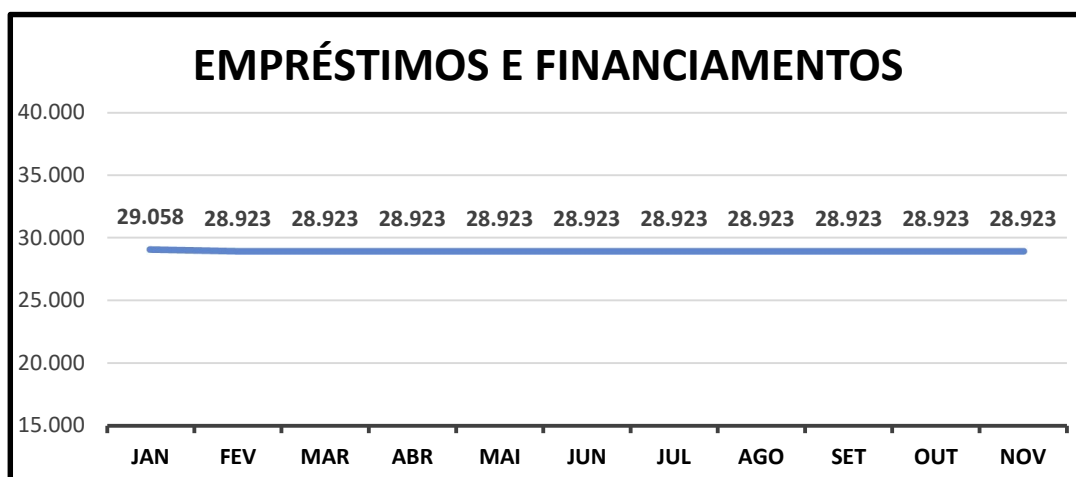 EMPRÉSTIMOS E FINANCIAMENTOS
40.000
35.000
29.058 28.923 28.923 28.923 28.923 28.923 28.923 28.923 28.923 28.923 28.923
30.000
25.000
20.000
15.000
JAN FEV MAR ABR MAI JUN JUL AGO SET OUT NOV